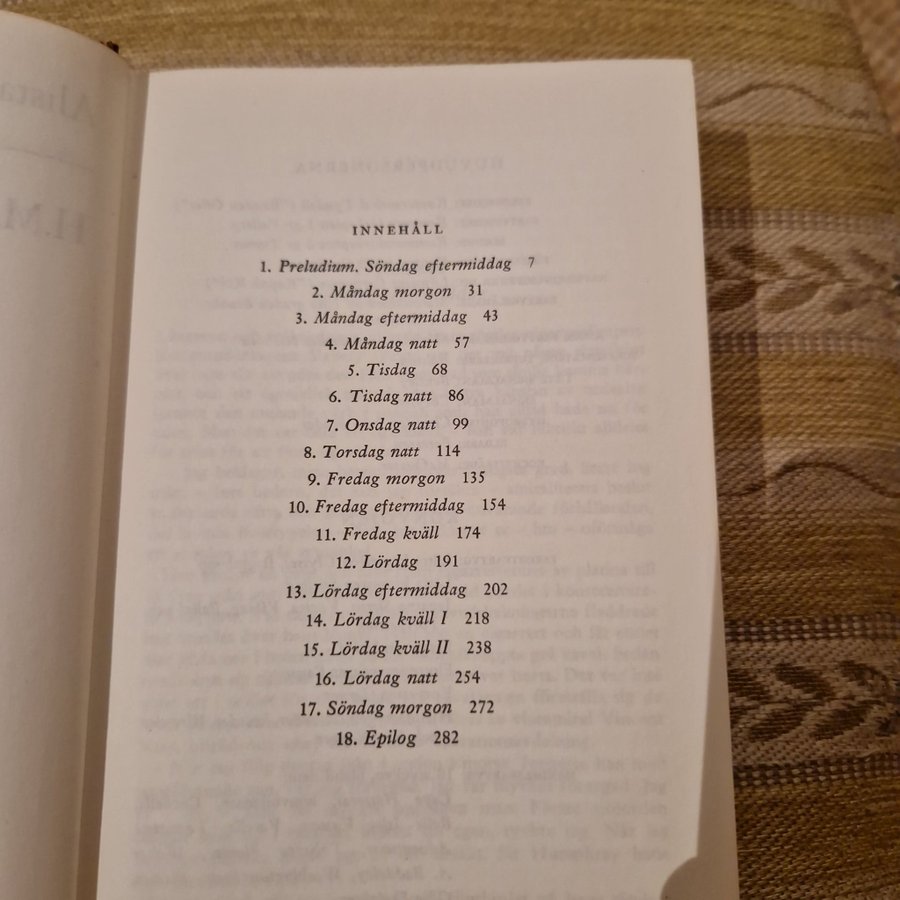 INNEHÅLL
1. Preludium. Söndag eftermiddag 7
2. Måndag morgon 31
3. Måndag eftermiddag 43
4. Måndag natt 57
5. Tisdag 68
6. Tisdag natt 86
7. Onsdag natt 99
8. Torsdag natt 114
9. Fredag morgon 135
10. Fredag eftermiddag 154
11. Fredag kväll 174
12. Lördag 191
13. Lördag eftermiddag 202
14. Lördag kväll I 218
15. Lördag kväll II 238
16. Lördag natt 254
17. Söndag morgon 272
18. Epilog 282